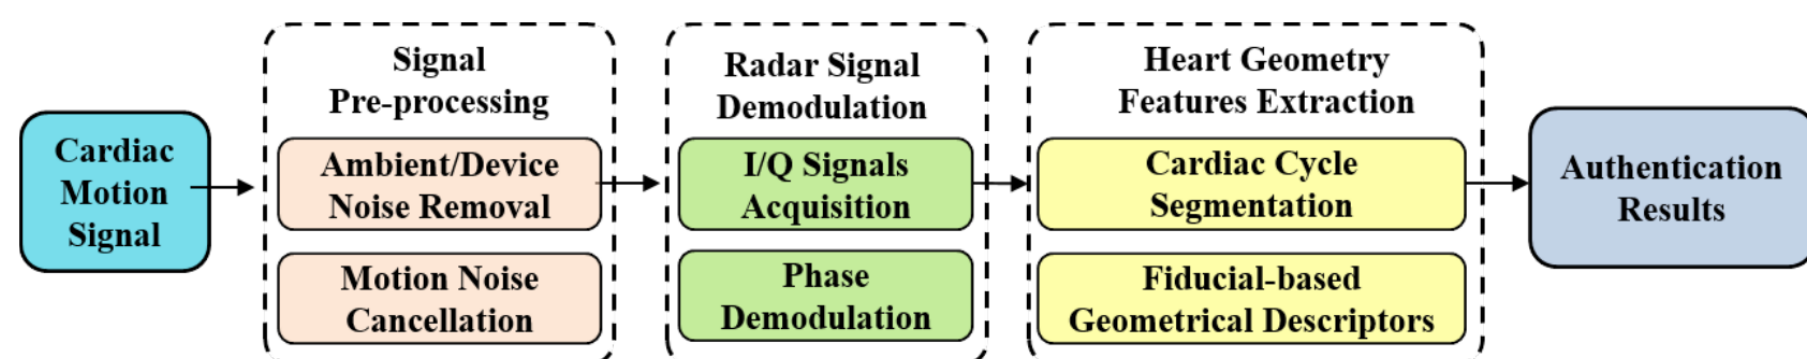 Cardiac
Motion
Signal
Signal
Pre-processing
Ambient/Device
Noise Removal
Motion Noise
Cancellation
Radar Signal
Demodulation
I/Q Signals
Acquisition
Phase
Demodulation
Heart Geometry
Features Extraction
Cardiac Cycle
Segmentation
Fiducial-based
Geometrical Descriptors
Authentication
Results